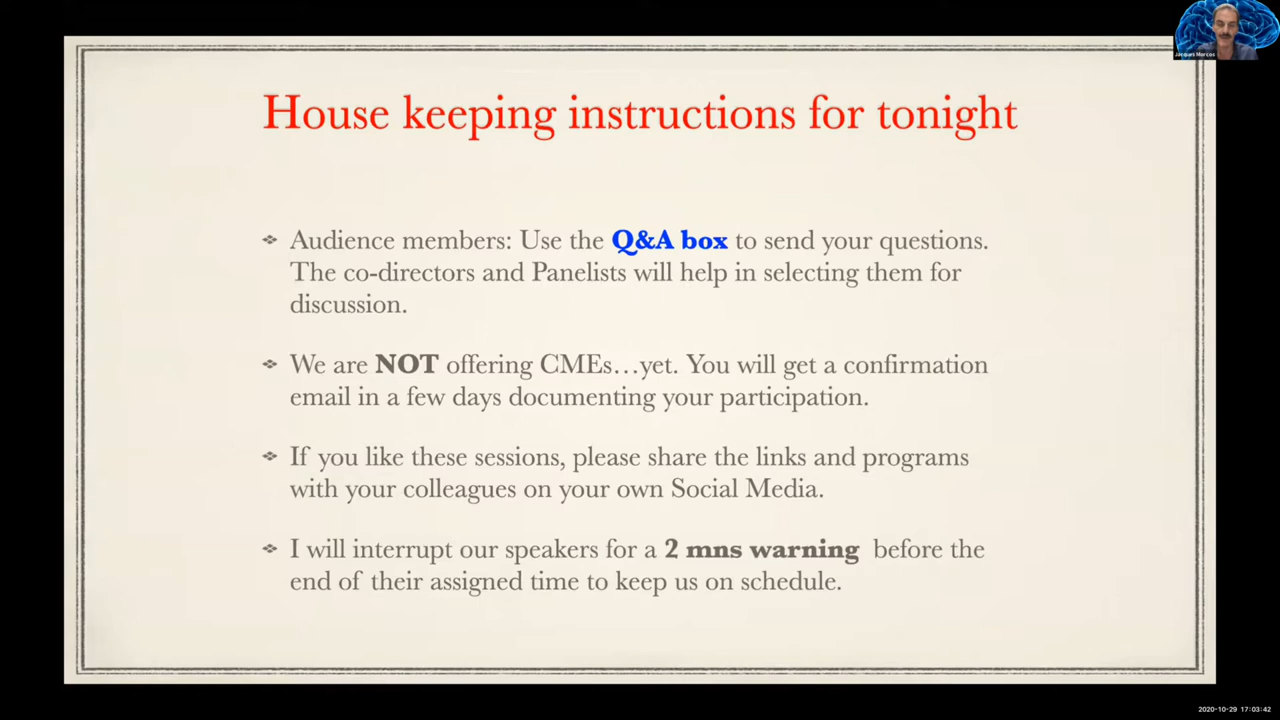 Jacques Morcos
House keeping instructions for tonight
Audience members: Use the Q&A box to send your questions.
The co-directors and Panelists will help in selecting them for
discussion.
We are NOT offering CMEs…yet. You will get a confirmation
email in a few days documenting your participation.
If you like these sessions, please share the links and programs
with your colleagues on your own Social Media.
I will interrupt our speakers for a 2 mns warning before the
end of their assigned time to keep us on schedule.
2020-10-29 17:03:42